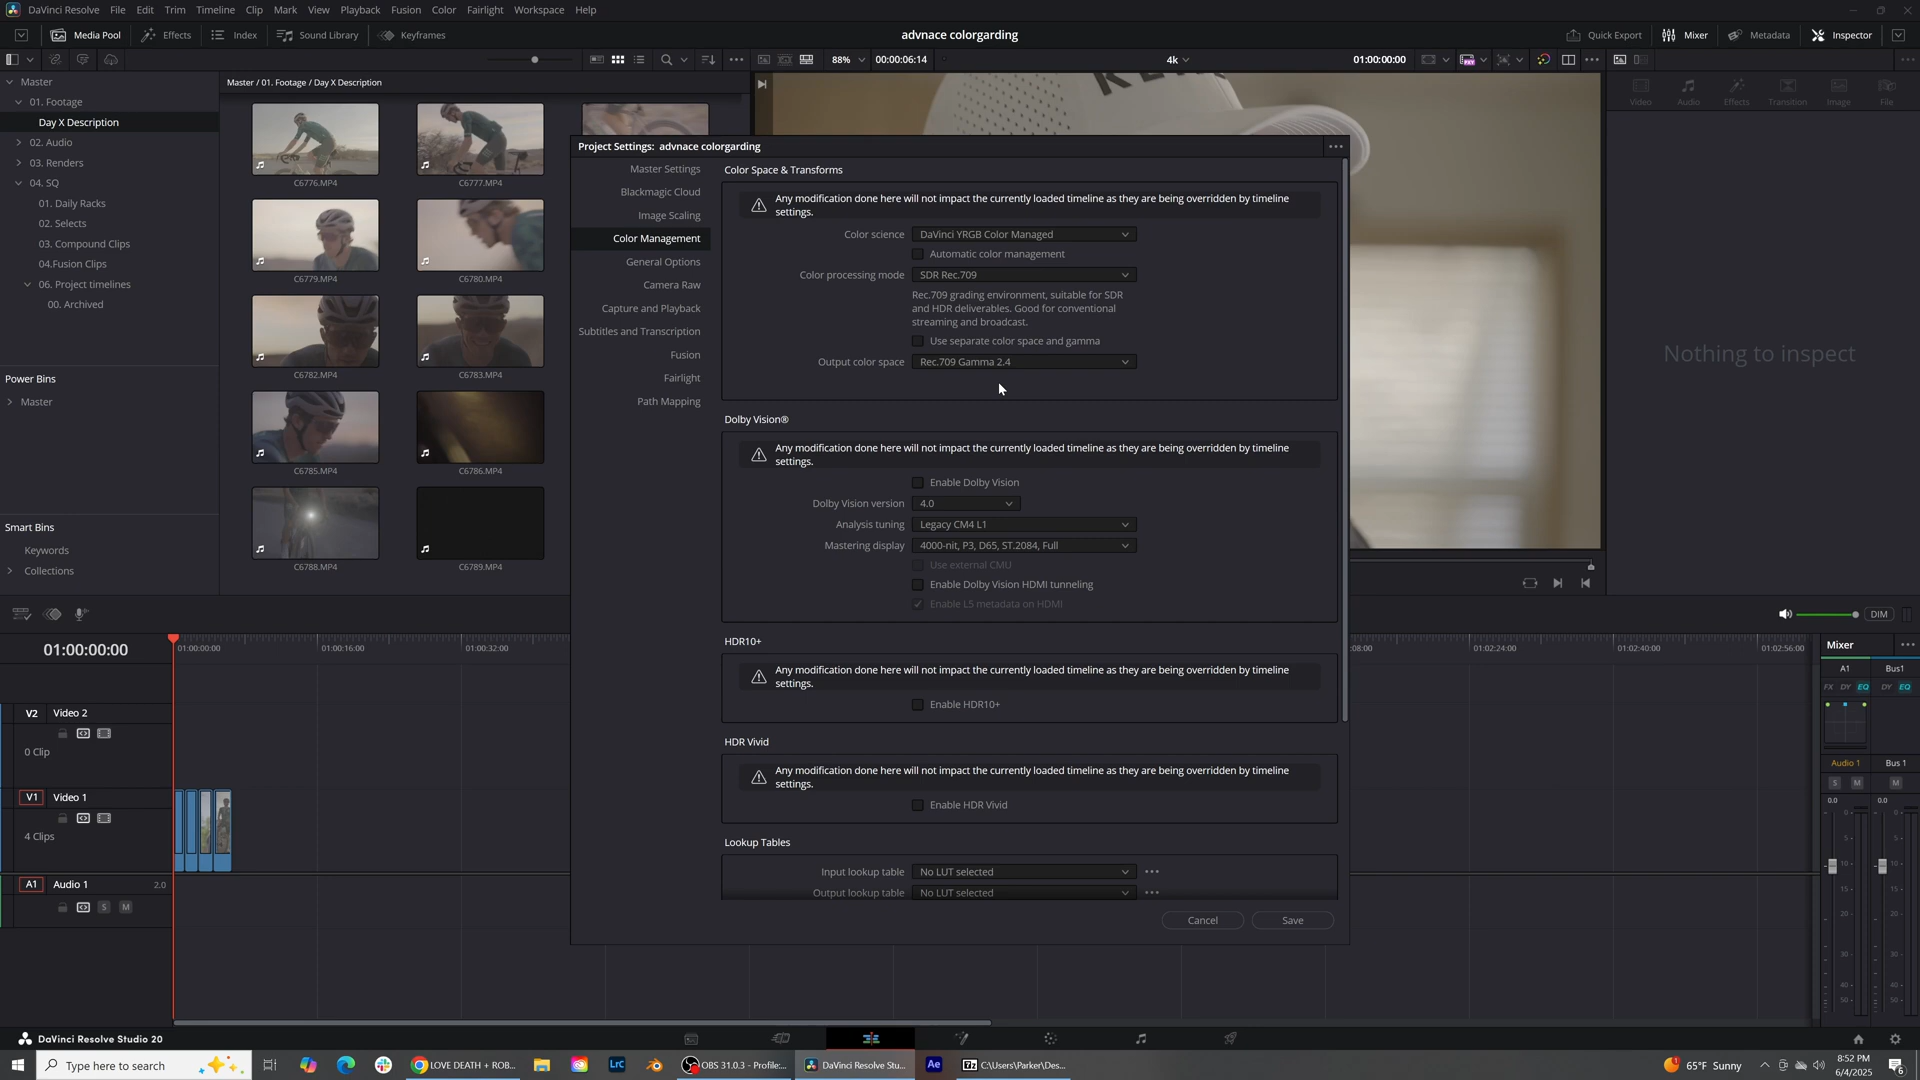 DaVinci Resolve File Edit Trim Timeline Clip Mark View Playback Fusion Color Fairlight Workspace Help
Media Pool Effects Index Sound Library Keyframes advnace colorgarding Quick Export Mixer Metadata Inspector
88% 00:00:06:14 4k 01:00:00:00
Master
01. Footage
Day X Description
02. Audio
03. Renders
04. SQ
01. Daily Racks
02. Selects
03. Compound Clips
04.Fusion Clips
06. Project timelines
00. Archived
Power Bins
Master
Smart Bins
Keywords
Collections
Master / 01. Footage / Day X Description
C6776.MP4 C6777.MP4
C6779.MP4 C6780.MP4
C6782.MP4 C6783.MP4
C6785.MP4 C6786.MP4
C6788.MP4 C6789.MP4
Project Settings: advnace colorgarding
Master Settings
Blackmagic Cloud
Image Scaling
Color Management
General Options
Camera Raw
Capture and Playback
Subtitles and Transcription
Fusion
Fairlight
Path Mapping
Color Space & Transforms
Any modification done here will not impact the currently loaded timeline as they are being overridden by timeline
settings.
Color science DaVinci YRGB Color Managed
Automatic color management
Color processing mode SDR Rec.709
Rec.709 grading environment, suitable for SDR
and HDR deliverables. Good for conventional
streaming and broadcast.
Use separate color space and gamma
Output color space Rec.709 Gamma 2.4
Dolby Vision®
Any modification done here will not impact the currently loaded timeline as they are being overridden by timeline
settings.
Enable Dolby Vision
Dolby Vision version 4.0
Analysis tuning Legacy CM4 L1
Mastering display 4000-nit, P3, D65, ST.2084, Full
Use external CMU
Enable Dolby Vision HDMI tunneling
Enable L5 metadata on HDMI
HDR10+
Any modification done here will not impact the currently loaded timeline as they are being overridden by timeline
settings.
Enable HDR10+
HDR Vivid
Any modification done here will not impact the currently loaded timeline as they are being overridden by timeline
settings.
Enable HDR Vivid
Lookup Tables
Input lookup table No LUT selected
Output lookup table No LUT selected
Cancel Save
Video Audio Effects Transition Image File
Nothing to inspect
DIM
01:00:00:00 01:00:00:00 01:00:16:00 01:00:32:00 :08:00 01:02:24:00 01:02:40:00 01:02:56:00
V2 Video 2
0 Clip
V1 Video 1
4 Clips
A1 Audio 1 2.0
S M
Mixer
A1 Bus1
FX DY EQ DY EQ
Audio 1 Bus 1
S M M
0.0 0.0
DaVinci Resolve Studio 20
Type here to search LOVE DEATH + ROB... LrC OBS 31.0.3 - Profile:... DaVinci Resolve Stu... Ae 7z C:\Users\Parker\Des... 65°F Sunny 8:52 PM
6/4/2025
6